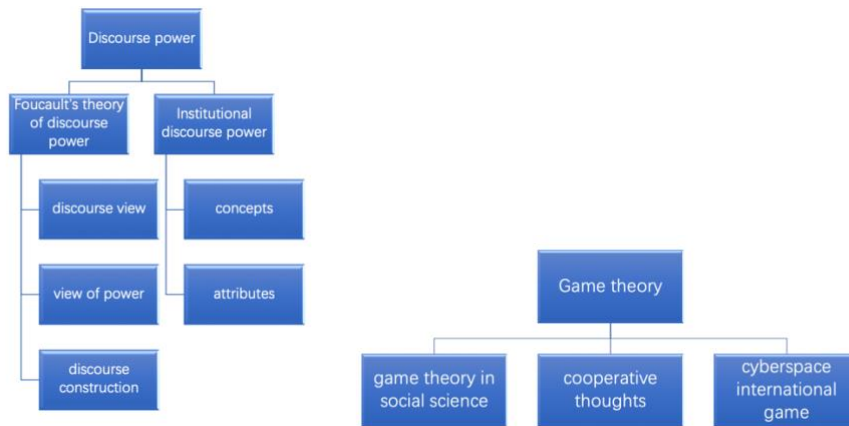 Discourse power
Foucault's theory
of discourse
power
Institutional
discourse power
discourse view
concepts
view of power
attributes
discourse
construction
Game theory
game theory in
social science
cooperative
thoughts
cyberspace
international
game